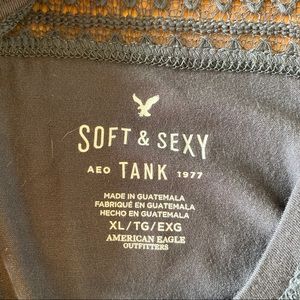 SOFT & SEXY
AEO TANK 1977
MADE IN GUATEMALA
FABRIQUÉ EN GUATEMALA
HECHO EN GUATEMALA
XL/TG/EXG
AMERICAN EAGLE
OUTFITTERS